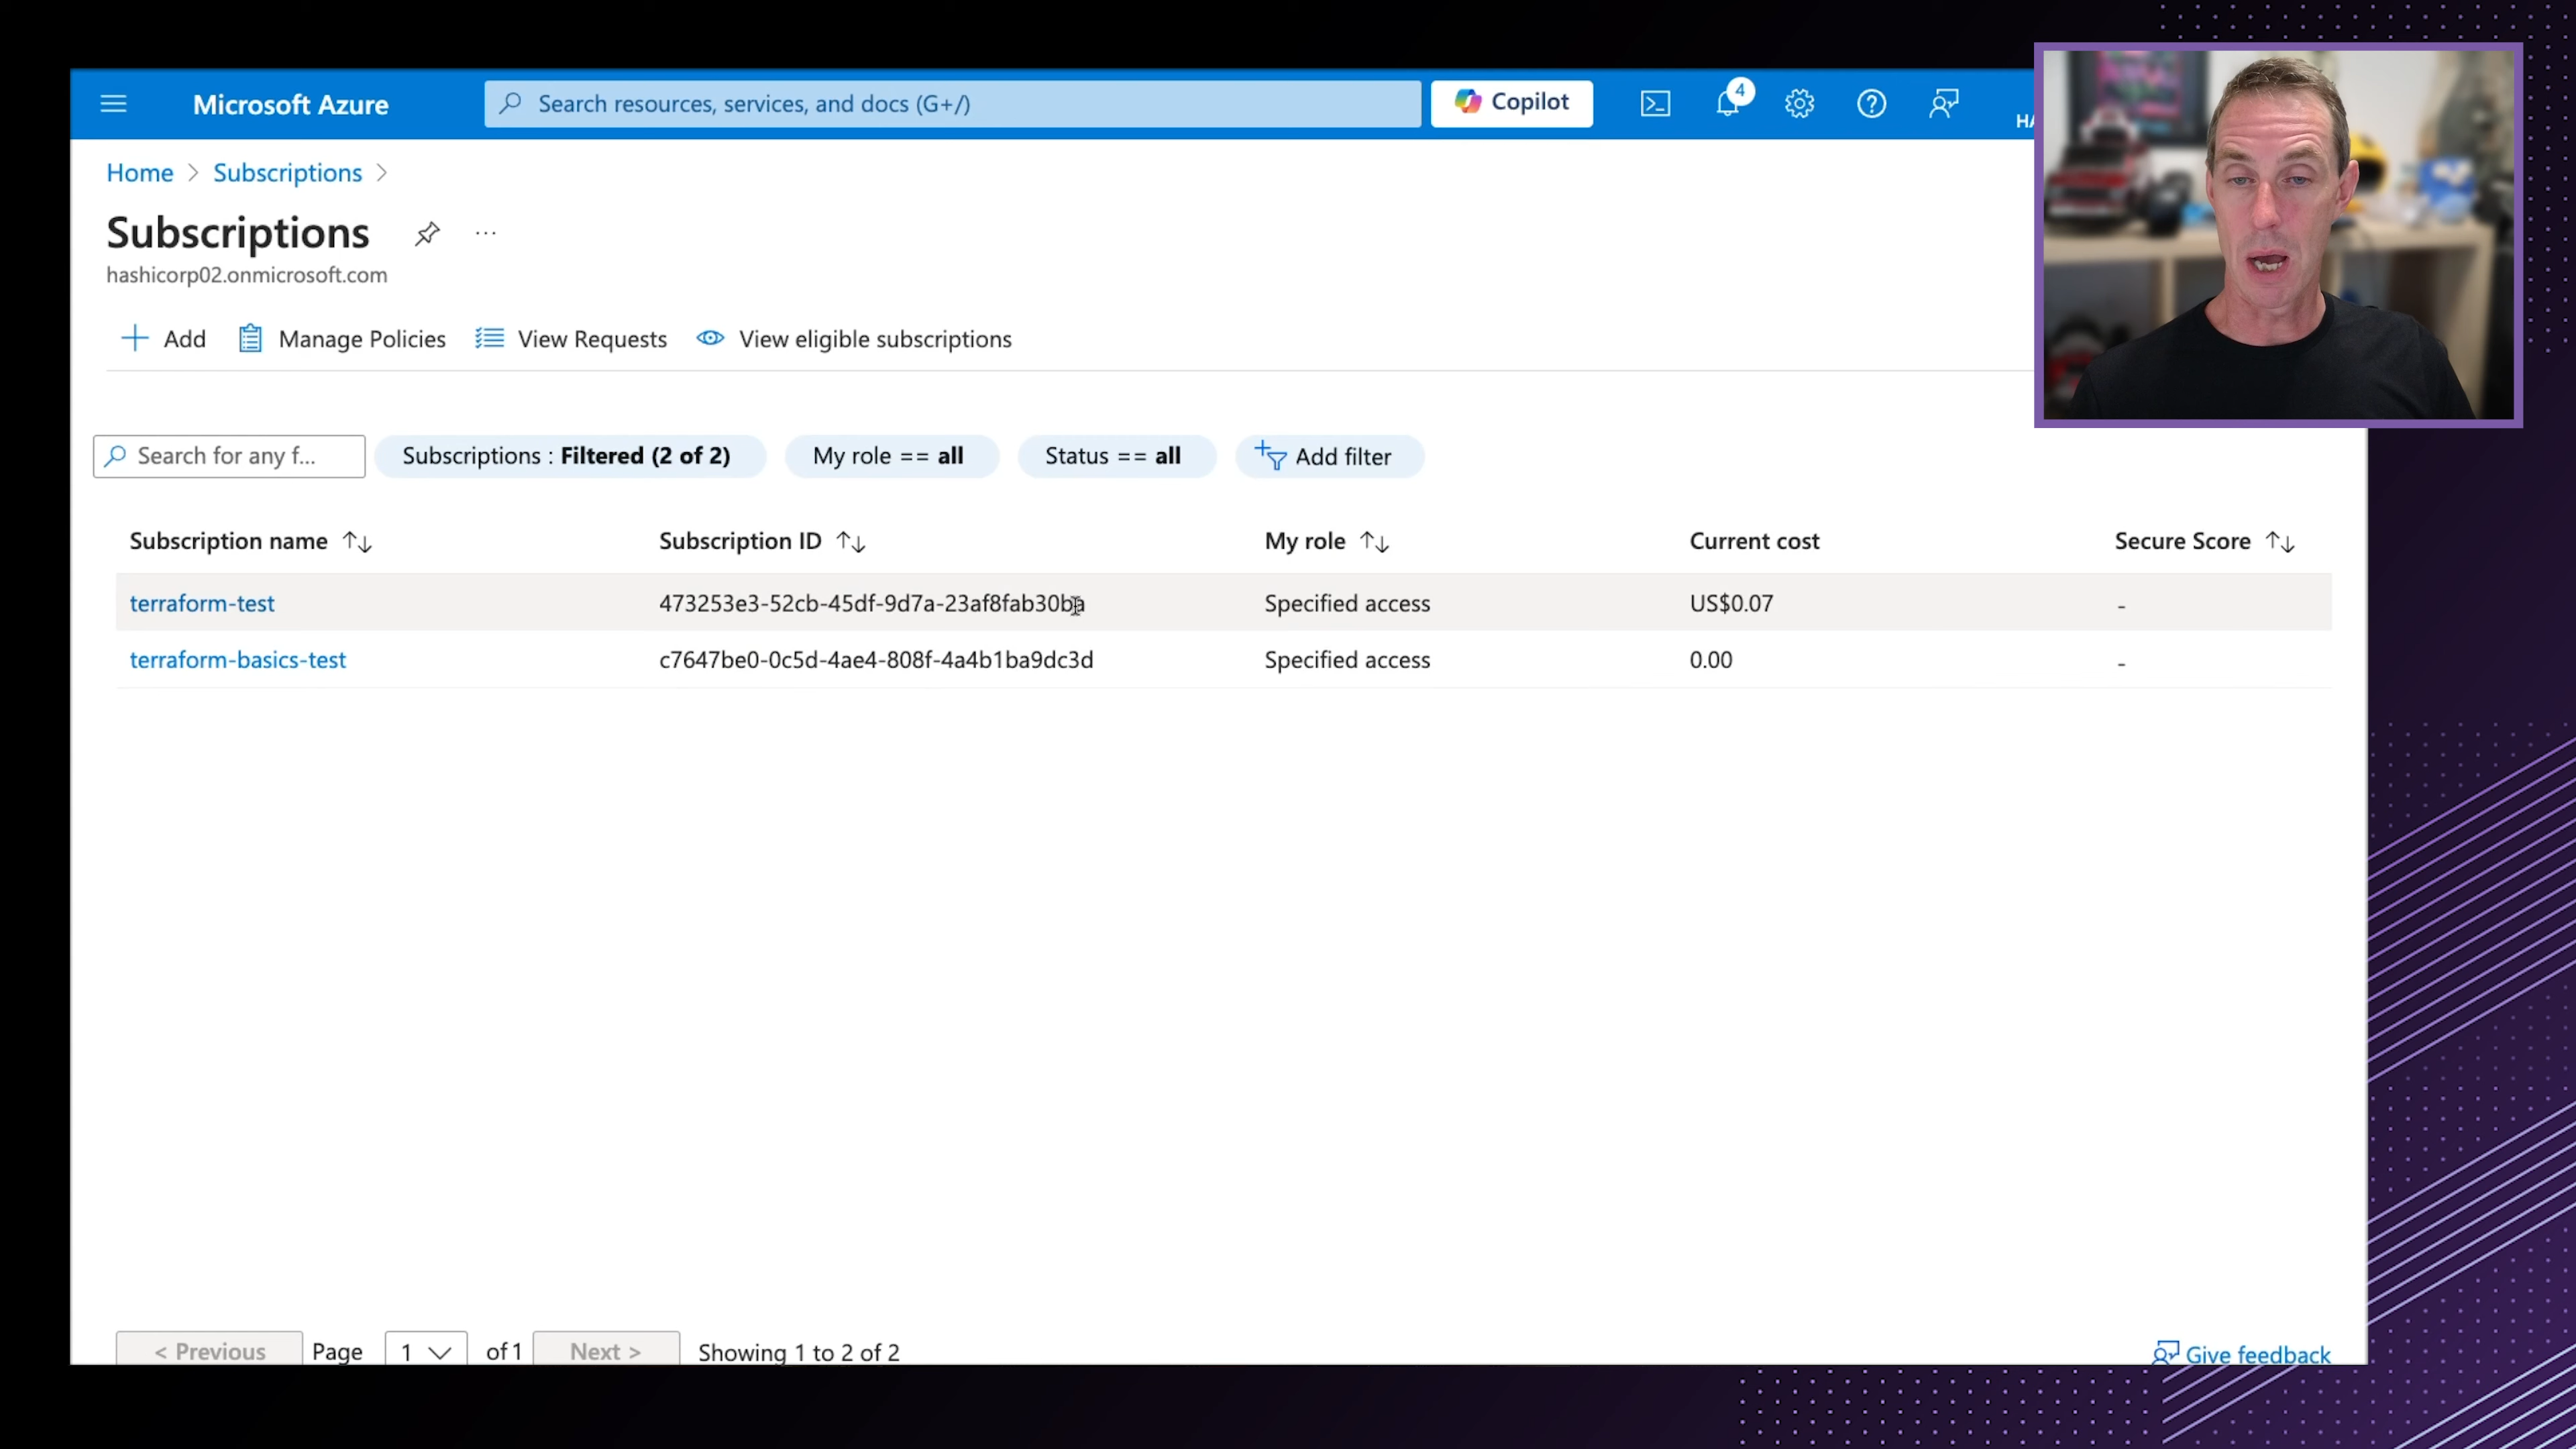 Microsoft Azure
Search resources, services, and docs (G+/)
Copilot
4
HA
Home > Subscriptions >
Subscriptions
...
hashicorp02.onmicrosoft.com
+ Add
Manage Policies
View Requests
View eligible subscriptions
Search for any f...
Subscriptions : Filtered (2 of 2)
My role == all
Status == all
Add filter
Subscription name ↑↓ Subscription ID ↑↓ My role ↑↓ Current cost Secure Score ↑↓
terraform-test 473253e3-52cb-45df-9d7a-23af8fab30ba Specified access US$0.07 -
terraform-basics-test c7647be0-0c5d-4ae4-808f-4a4b1ba9dc3d Specified access 0.00 -
< Previous Page 1 of 1 Next > Showing 1 to 2 of 2
Give feedback